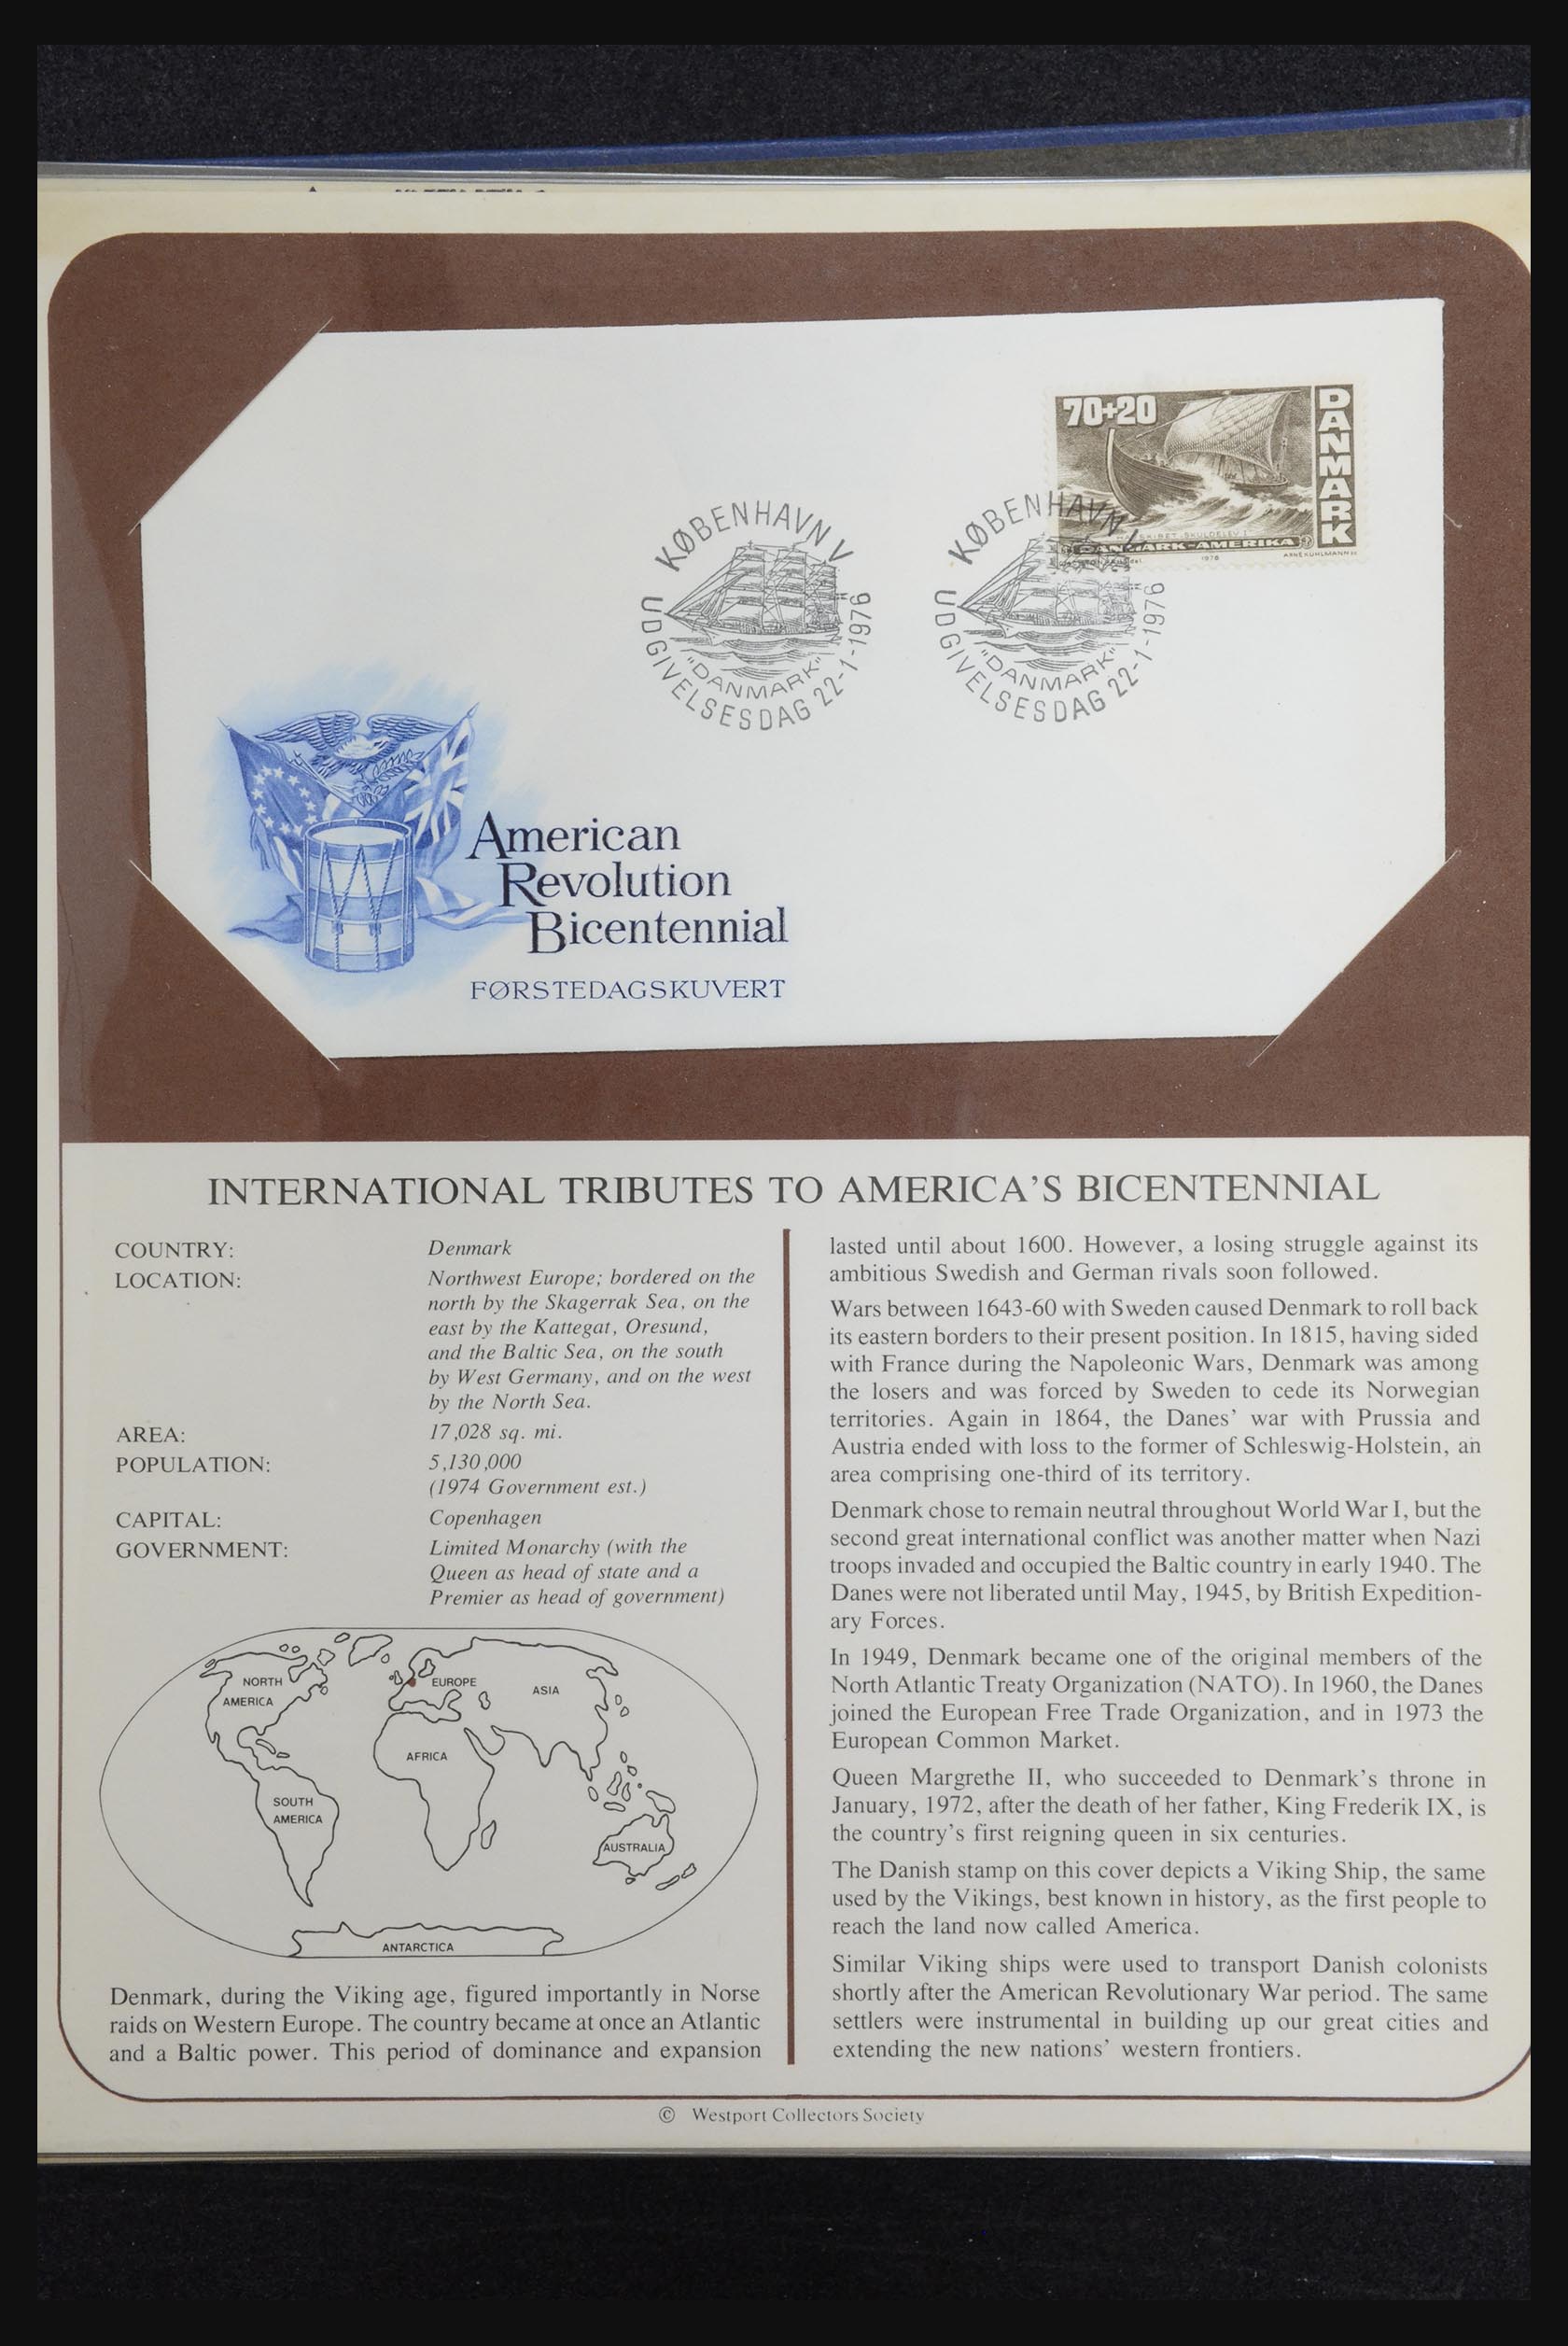 70+20
DANMARK
DANMARK-AMERIKA
1976
KØBENHAVN V
"DANMARK"
UDGIVELSESDAG 22-1-1976
KØBENHAVN V
"DANMARK"
UDGIVELSESDAG 22-1-1976
American
Revolution
Bicentennial
FØRSTEDAGSKUVERT
INTERNATIONAL TRIBUTES TO AMERICA'S BICENTENNIAL
COUNTRY: Denmark
LOCATION: Northwest Europe; bordered on the
north by the Skagerrak Sea, on the
east by the Kattegat, Oresund,
and the Baltic Sea, on the south
by West Germany, and on the west
by the North Sea.
AREA: 17,028 sq. mi.
POPULATION: 5,130,000
(1974 Government est.)
CAPITAL: Copenhagen
GOVERNMENT: Limited Monarchy (with the
Queen as head of state and a
Premier as head of government)
NORTH
AMERICA
EUROPE
ASIA
AFRICA
SOUTH
AMERICA
AUSTRALIA
ANTARCTICA
Denmark, during the Viking age, figured importantly in Norse
raids on Western Europe. The country became at once an Atlantic
and a Baltic power. This period of dominance and expansion
lasted until about 1600. However, a losing struggle against its
ambitious Swedish and German rivals soon followed.
Wars between 1643-60 with Sweden caused Denmark to roll back
its eastern borders to their present position. In 1815, having sided
with France during the Napoleonic Wars, Denmark was among
the losers and was forced by Sweden to cede its Norwegian
territories. Again in 1864, the Danes' war with Prussia and
Austria ended with loss to the former of Schleswig-Holstein, an
area comprising one-third of its territory.
Denmark chose to remain neutral throughout World War I, but the
second great international conflict was another matter when Nazi
troops invaded and occupied the Baltic country in early 1940. The
Danes were not liberated until May, 1945, by British Expedition-
ary Forces.
In 1949, Denmark became one of the original members of the
North Atlantic Treaty Organization (NATO). In 1960, the Danes
joined the European Free Trade Organization, and in 1973 the
European Common Market.
Queen Margrethe II, who succeeded to Denmark's throne in
January, 1972, after the death of her father, King Frederik IX, is
the country's first reigning queen in six centuries.
The Danish stamp on this cover depicts a Viking Ship, the same
used by the Vikings, best known in history, as the first people to
reach the land now called America.
Similar Viking ships were used to transport Danish colonists
shortly after the American Revolutionary War period. The same
settlers were instrumental in building up our great cities and
extending the new nations' western frontiers.
© Westport Collectors Society